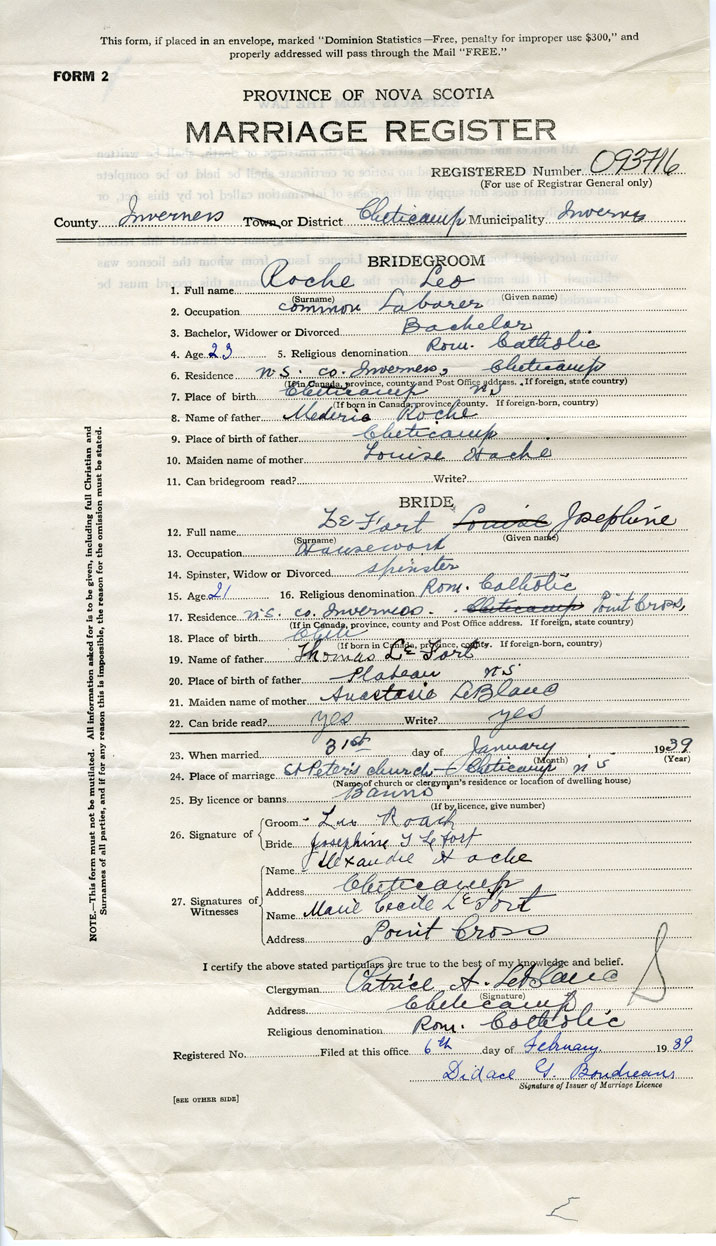 This form, if placed in an envelope, marked "Dominion Statistics—Free, penalty for improper use $300," and
properly addressed will pass through the Mail "FREE."
FORM 2
PROVINCE OF NOVA SCOTIA
MARRIAGE REGISTER
REGISTERED Number 093716
(For use of Registrar General only)
County Inverness Town or District Cheticamp Municipality Inverness
BRIDEGROOM
1. Full name Roche Leo
(Surname) (Given name)
2. Occupation common Laborer
3. Bachelor, Widower or Divorced Bachelor
4. Age 23 5. Religious denomination Rom. Catholic
6. Residence N.S. co. Inverness, Cheticamp
(If in Canada, province, county and Post Office address. If foreign, state country)
7. Place of birth Cheticamp NS
(If born in Canada, province, county. If foreign-born, country)
8. Name of father Mederic Roche
9. Place of birth of father Cheticamp
10. Maiden name of mother Louise Hache
11. Can bridegroom read? Write?
BRIDE
12. Full name Le Fort Louise Josephine
(Surname) (Given name)
13. Occupation Housework
14. Spinster, Widow or Divorced spinster
15. Age 21 16. Religious denomination Rom. Catholic
17. Residence N.S. co. Inverness. Cheticamp Point Cross,
(If in Canada, province, county and Post Office address. If foreign, state country)
18. Place of birth Cheti
(If born in Canada, province, county. If foreign-born, country)
19. Name of father Thomas Le Fort
20. Place of birth of father Plateau NS
21. Maiden name of mother Anastasie LeBlanc
22. Can bride read? yes Write? yes
23. When married 31st day of January 1939
(Month) (Year)
24. Place of marriage St Peter's church - Cheticamp N S
(Name of church or clergyman's residence or location of dwelling house)
25. By licence or banns Banns
(If by licence, give number)
26. Signature of
Groom Leo Roach
Bride Josephine Le Fort
27. Signatures of Witnesses
Name Alexandre Hache
Address Cheticamp
Name Marie Cecile Le Fort
Address Point Cross
I certify the above stated particulars are true to the best of my knowledge and belief.
Clergyman Patrice A. LeBlanc
(Signature)
Address Cheticamp
Religious denomination Rom. Catholic
Registered No. Filed at this office 6th day of February 1939
Didace G. Boudreau
Signature of Issuer of Marriage Licence
[SEE OTHER SIDE]
NOTE.—This form must not be mutilated. All information asked for is to be given, including full Christian and
Surnames of all parties, and if for any reason this is impossible, the reason for the omission must be stated.